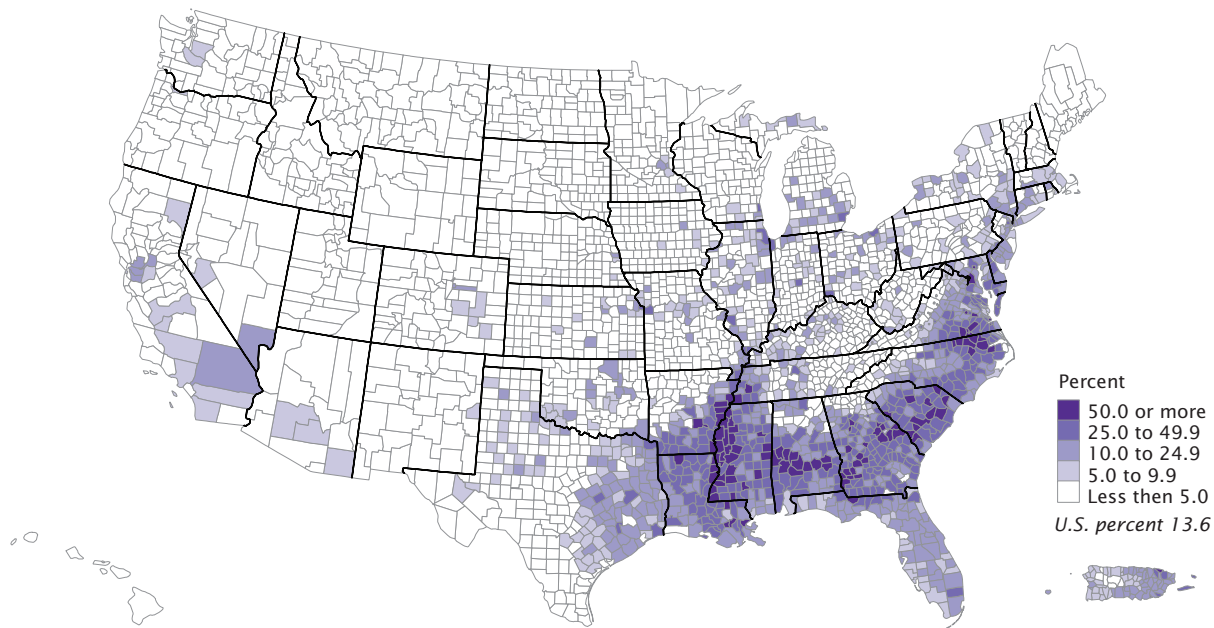 Percent
50.0 or more
25.0 to 49.9
10.0 to 24.9
5.0 to 9.9
Less then 5.0
U.S. percent 13.6